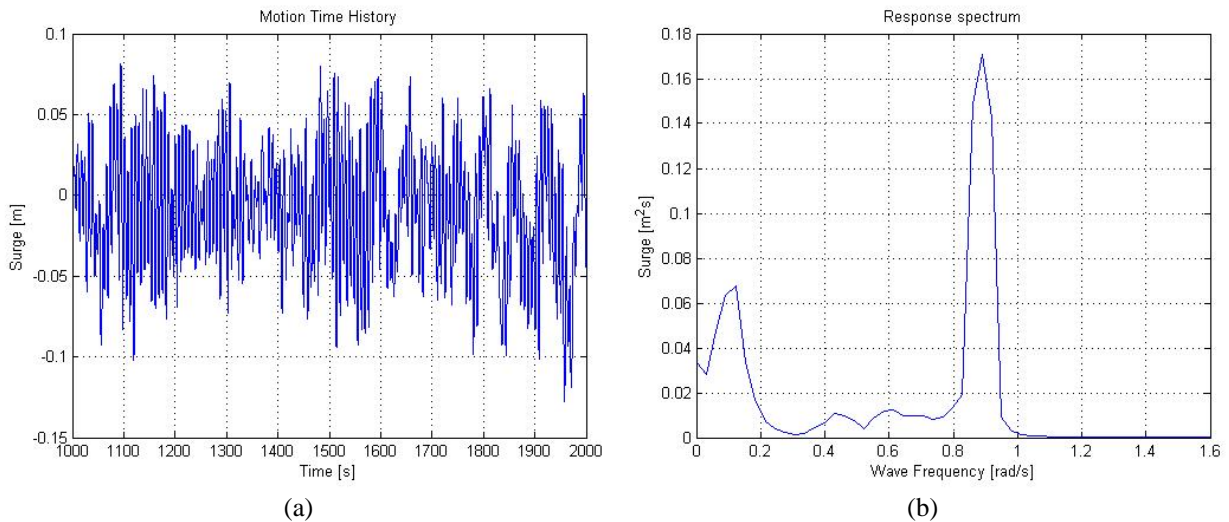 Motion Time History
0.1
0.05
0
-0.05
-0.1
-0.15
Surge [m]
1000 1100 1200 1300 1400 1500 1600 1700 1800 1900 2000
Time [s]
(a)
Response spectrum
0.18
0.16
0.14
0.12
0.1
0.08
0.06
0.04
0.02
0
Surge [m²s]
0 0.2 0.4 0.6 0.8 1 1.2 1.4 1.6
Wave Frequency [rad/s]
(b)